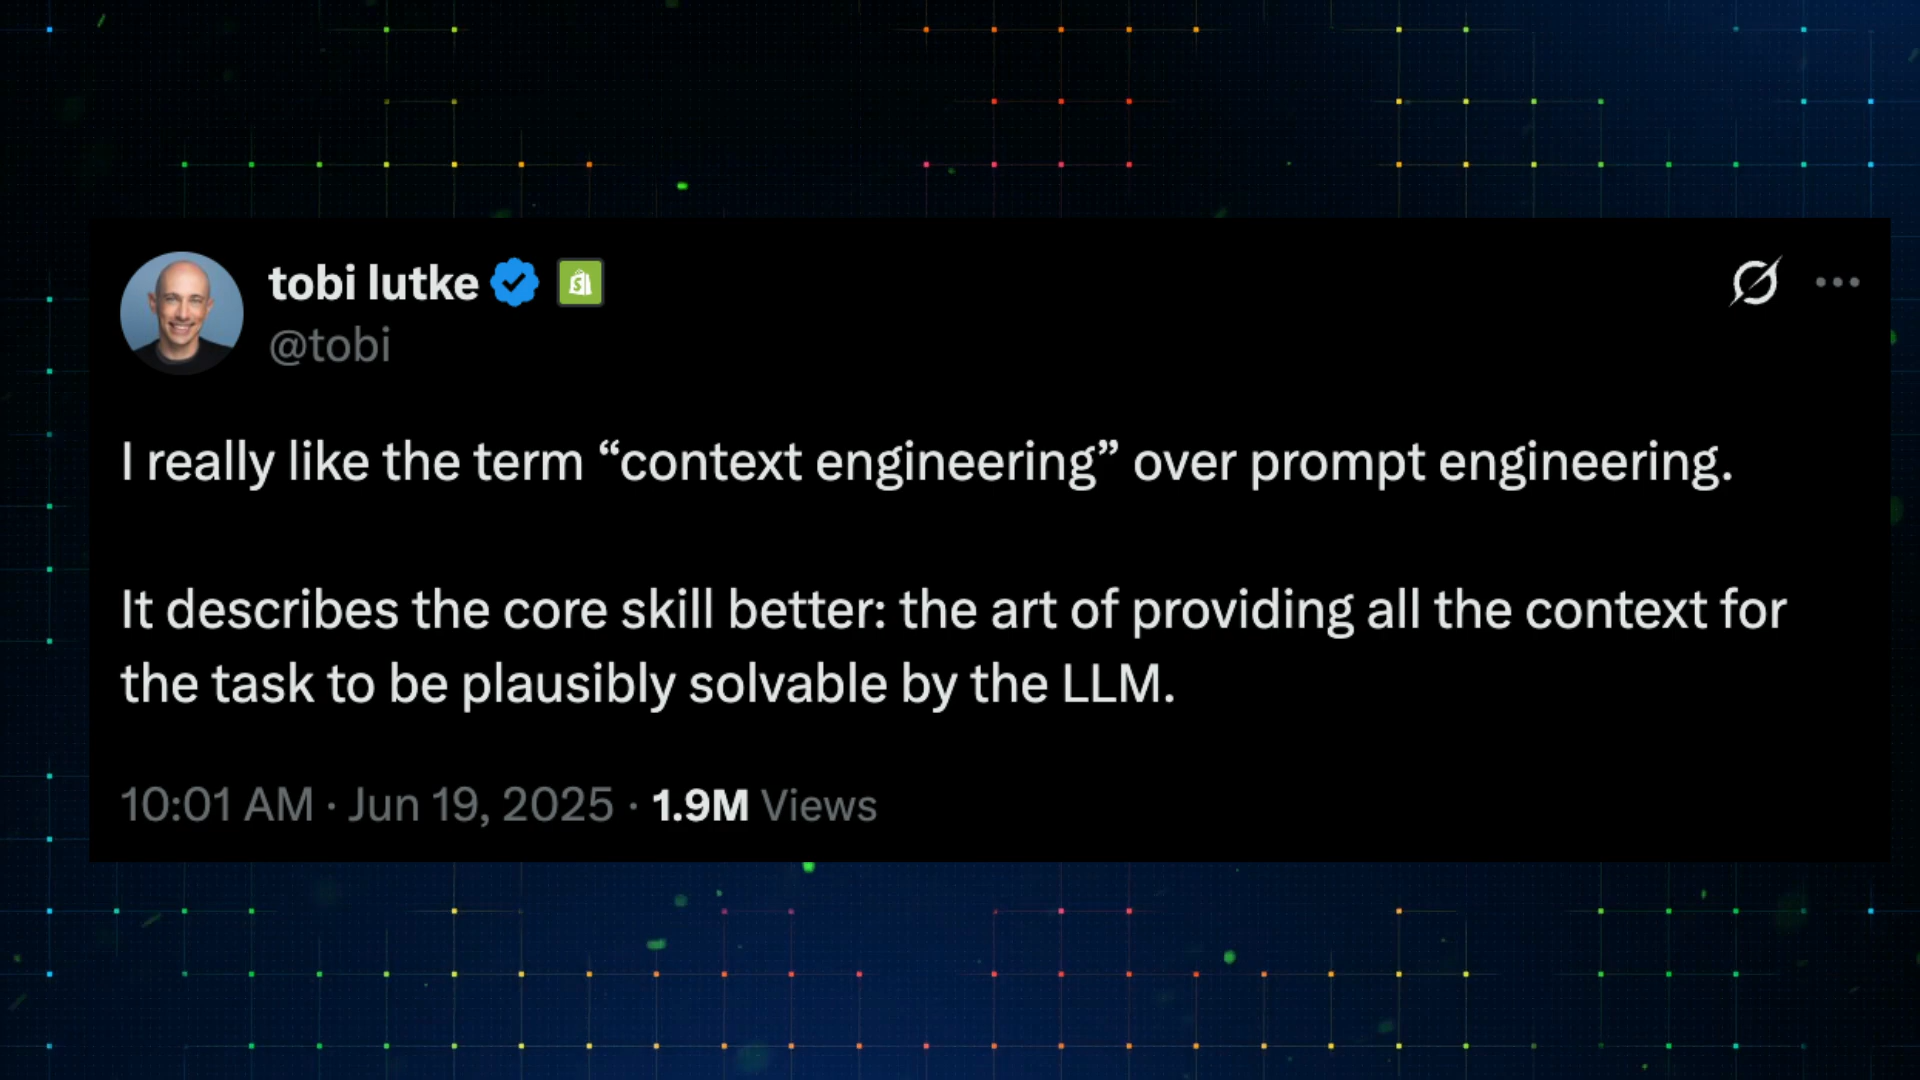 tobi lutke
@tobi
I really like the term “context engineering” over prompt engineering.
It describes the core skill better: the art of providing all the context for
the task to be plausibly solvable by the LLM.
10:01 AM · Jun 19, 2025 · 1.9M Views